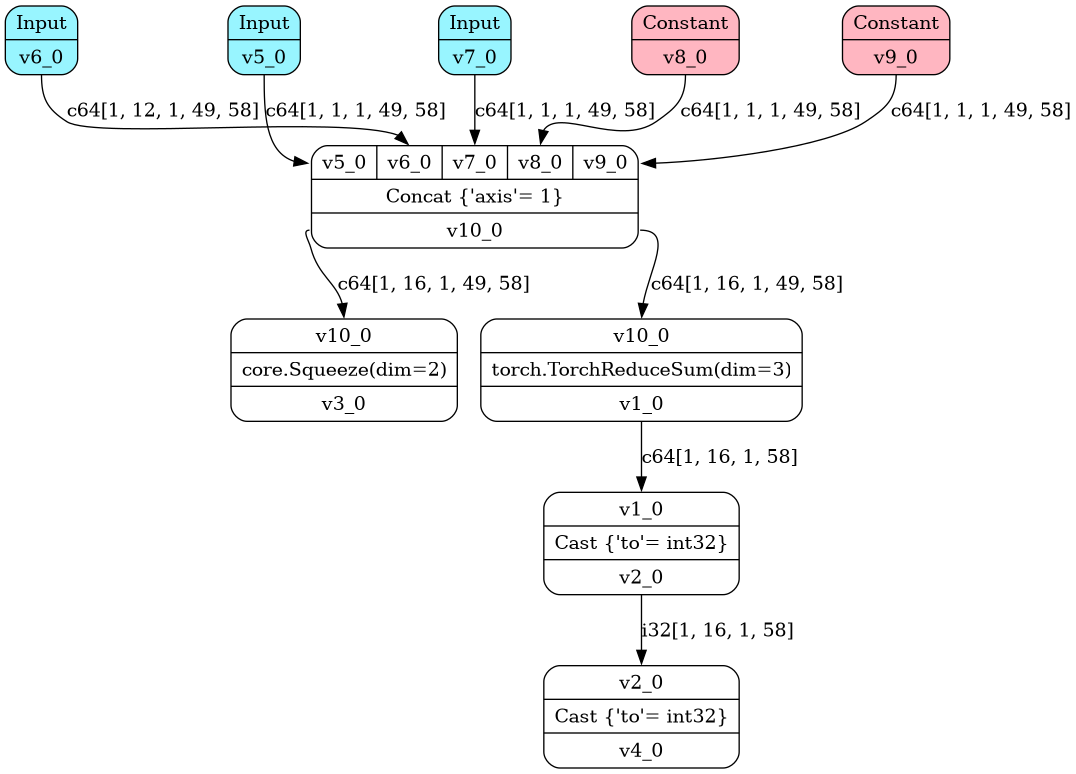 Input
v6_0
Input
v5_0
Input
v7_0
Constant
v8_0
Constant
v9_0
c64[1, 12, 1, 49, 58]
c64[1, 1, 1, 49, 58]
c64[1, 1, 1, 49, 58]
c64[1, 1, 1, 49, 58]
c64[1, 1, 1, 49, 58]
v5_0 v6_0 v7_0 v8_0 v9_0
Concat {'axis'= 1}
v10_0
c64[1, 16, 1, 49, 58]
c64[1, 16, 1, 49, 58]
v10_0
core.Squeeze(dim=2)
v3_0
v10_0
torch.TorchReduceSum(dim=3)
v1_0
c64[1, 16, 1, 58]
v1_0
Cast {'to'= int32}
v2_0
i32[1, 16, 1, 58]
v2_0
Cast {'to'= int32}
v4_0